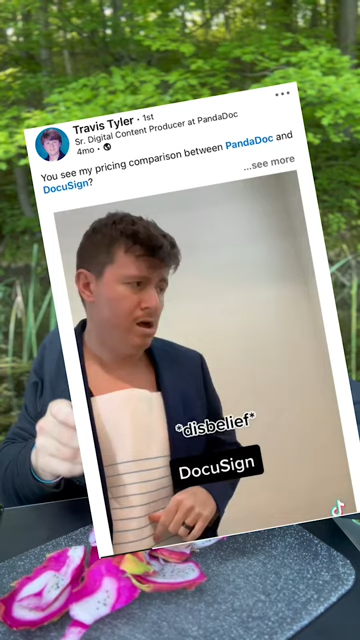 Travis Tyler · 1st
Sr. Digital Content Producer at PandaDoc
4mo •
You see my pricing comparison between PandaDoc and
DocuSign?
...see more
*disbelief*
DocuSign